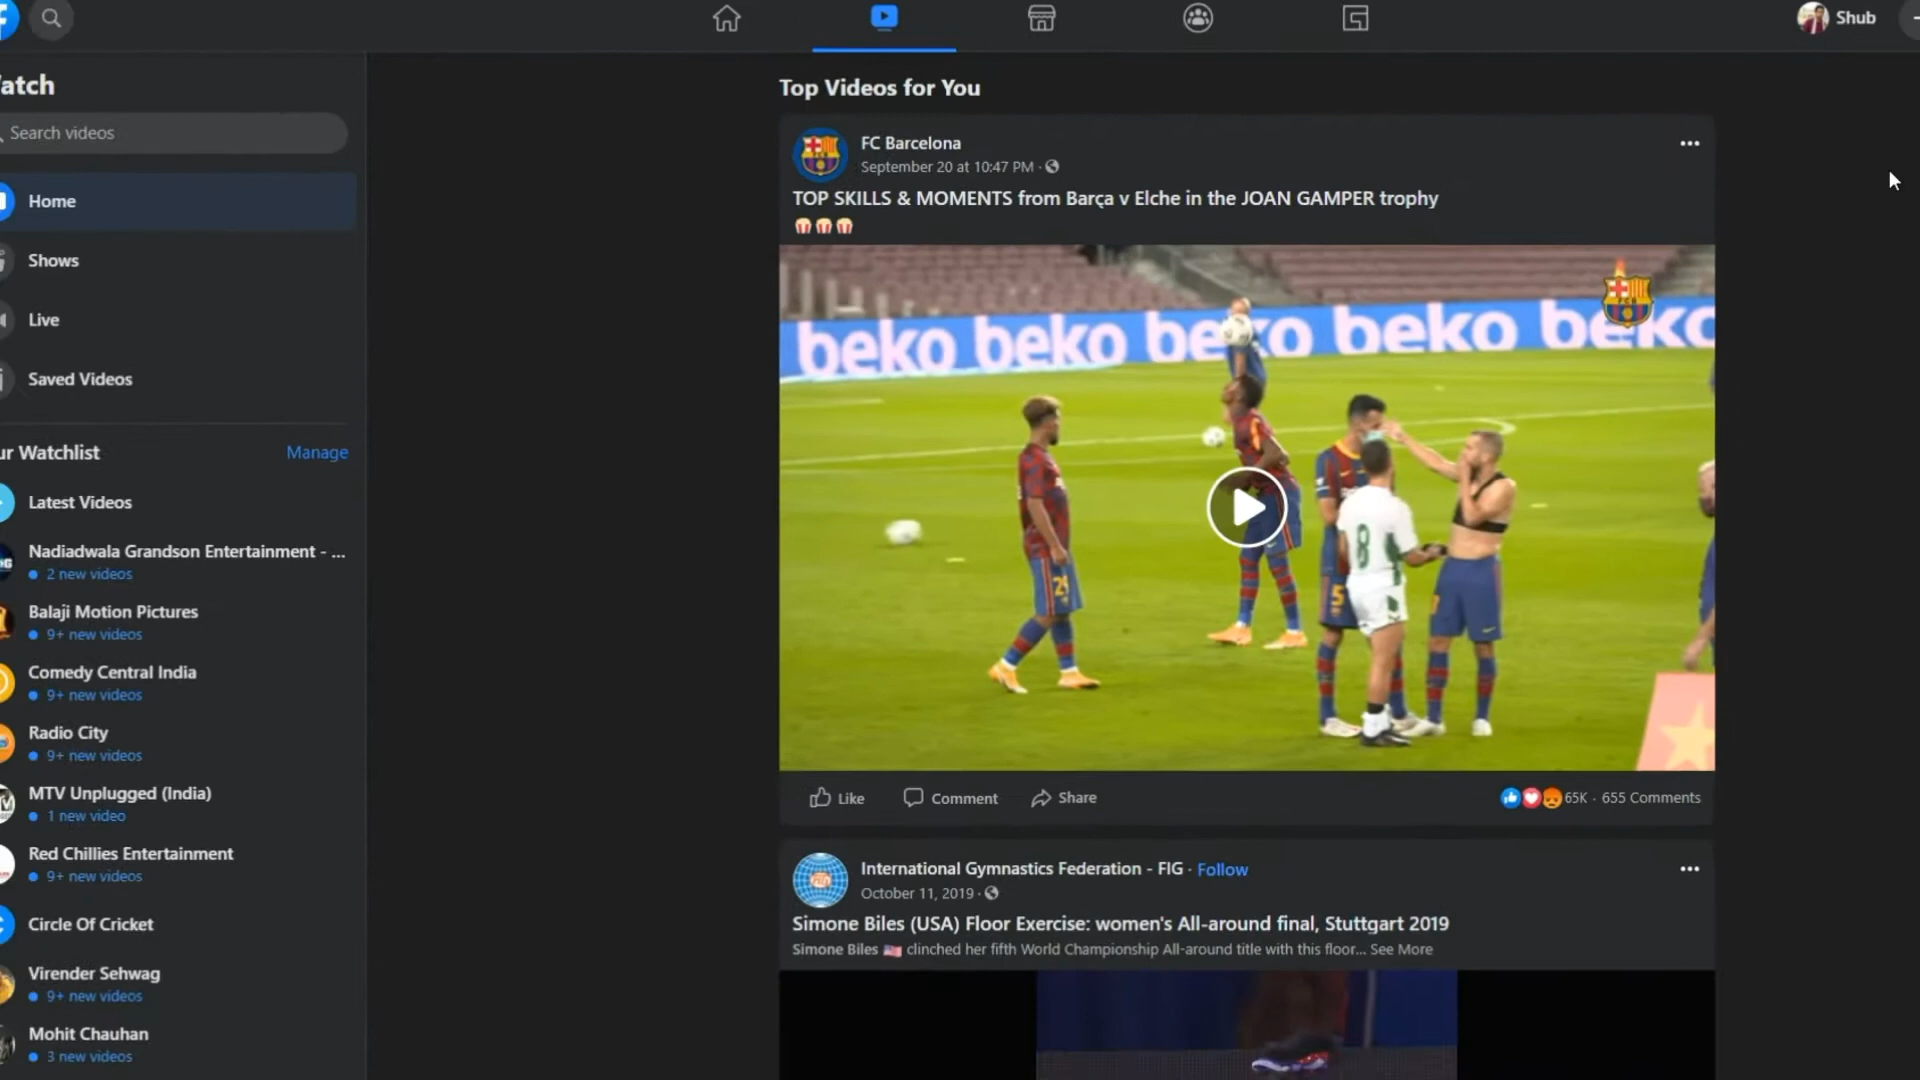 Shub
atch
Search videos
Home
Shows
Live
Saved Videos
ur Watchlist
Manage
Latest Videos
Nadiadwala Grandson Entertainment - ...
2 new videos
Balaji Motion Pictures
9+ new videos
Comedy Central India
9+ new videos
Radio City
9+ new videos
MTV Unplugged (India)
1 new video
Red Chillies Entertainment
9+ new videos
Circle Of Cricket
Virender Sehwag
9+ new videos
Mohit Chauhan
3 new videos
Top Videos for You
FC Barcelona
September 20 at 10:47 PM ·
TOP SKILLS & MOMENTS from Barça v Elche in the JOAN GAMPER trophy
🍿🍿🍿
beko beko beko beko beko
8
5
Like
Comment
Share
65K · 655 Comments
International Gymnastics Federation - FIG · Follow
October 11, 2019 ·
Simone Biles (USA) Floor Exercise: women's All-around final, Stuttgart 2019
Simone Biles 🇺🇸 clinched her fifth World Championship All-around title with this floor... See More